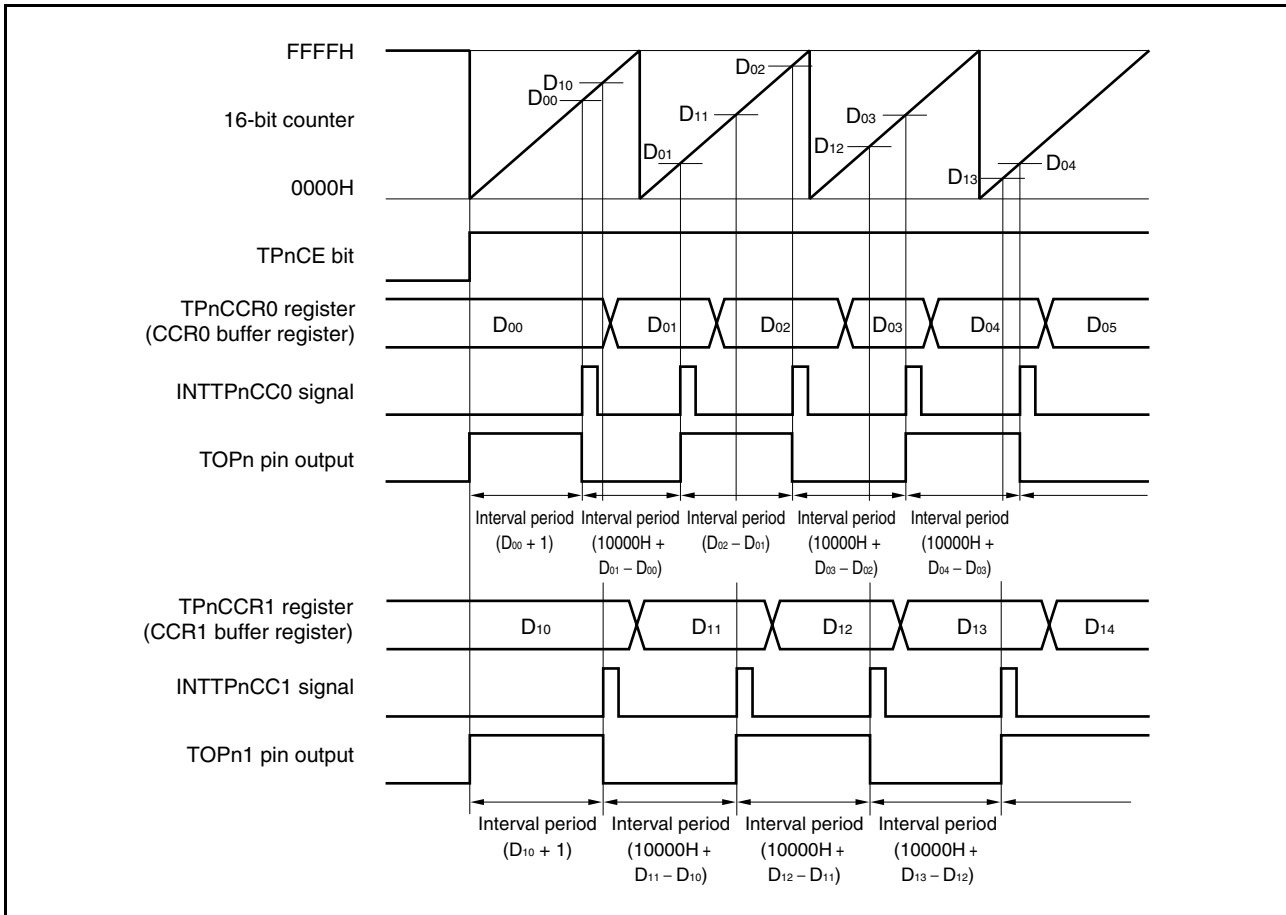 FFFFH
D10
D00
D02
16-bit counter
D11
D03
D12
D01
D04
D13
0000H
TPnCE bit
TPnCCR0 register
(CCR0 buffer register)
D00
D01
D02
D03
D04
D05
INTTPnCC0 signal
TOPn pin output
Interval period
(D00 + 1)
Interval period
(10000H +
D01 – D00)
Interval period
(D02 – D01)
Interval period
(10000H +
D03 – D02)
Interval period
(10000H +
D04 – D03)
TPnCCR1 register
(CCR1 buffer register)
D10
D11
D12
D13
D14
INTTPnCC1 signal
TOPn1 pin output
Interval period
(D10 + 1)
Interval period
(10000H +
D11 – D10)
Interval period
(10000H +
D12 – D11)
Interval period
(10000H +
D13 – D12)